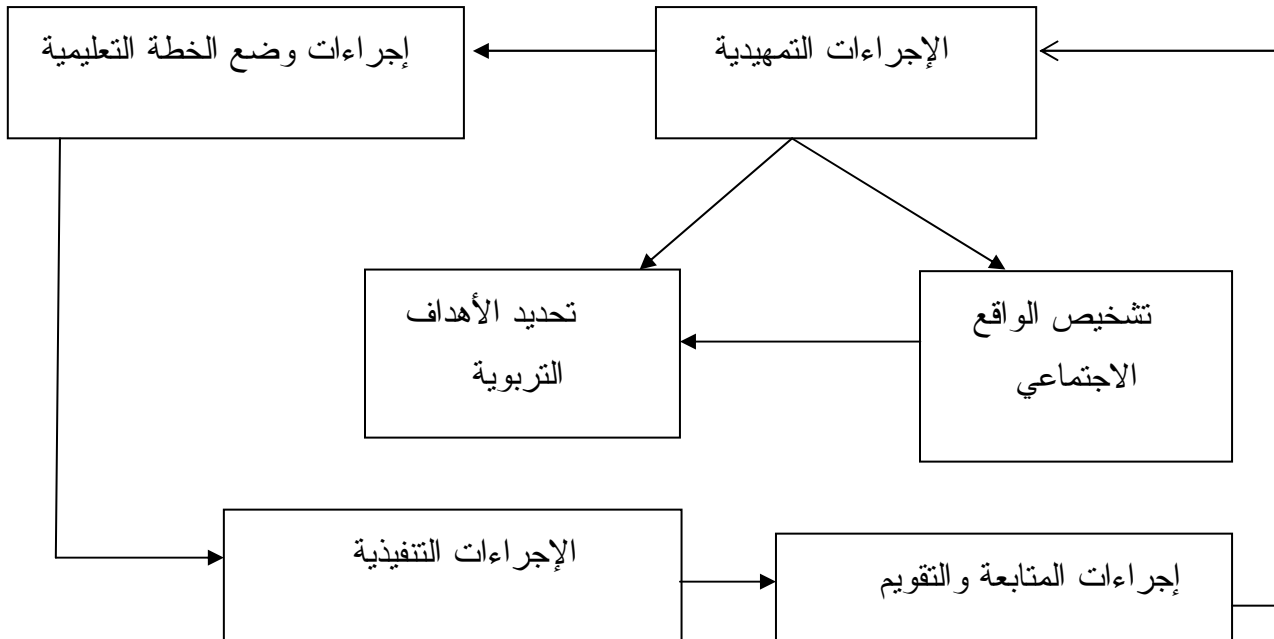 الإجراءات التمهيدية
إجراءات وضع الخطة التعليمية
تشخيص الواقع
الاجتماعي
تحديد الأهداف
التربوية
الإجراءات التنفيذية
إجراءات المتابعة والتقويم